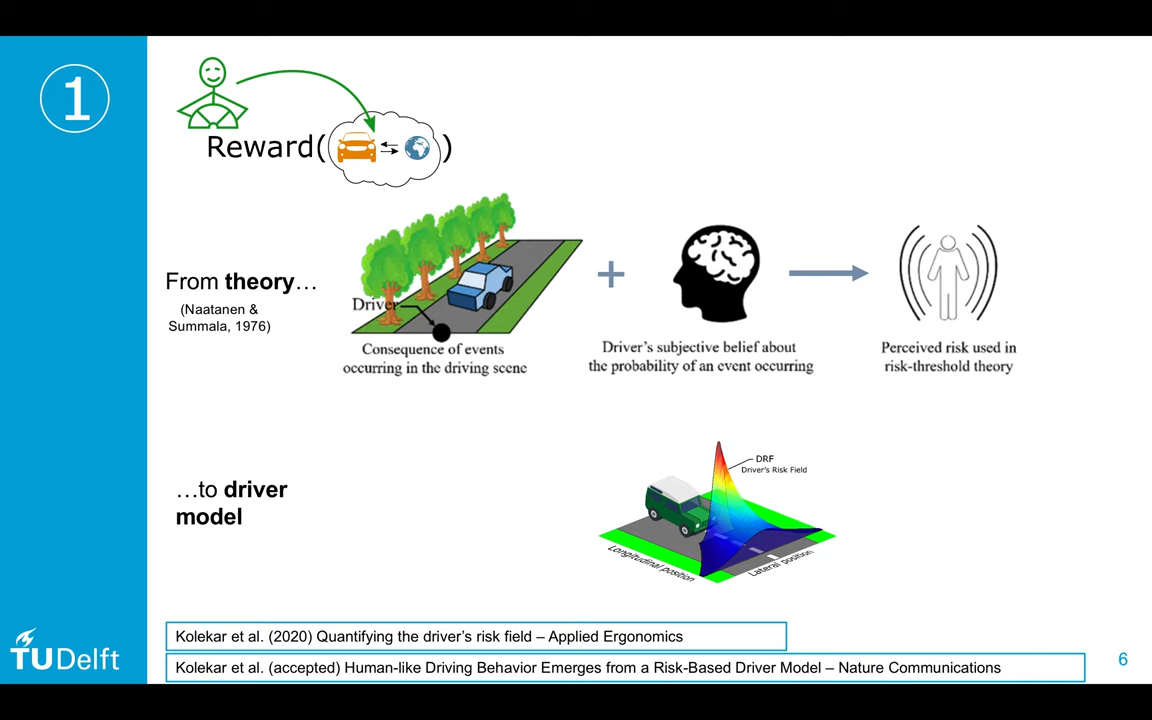 1
Reward( )
From theory…
(Naatanen &
Summala, 1976)
Driver
Consequence of events
occurring in the driving scene
+
Driver's subjective belief about
the probability of an event occurring
Perceived risk used in
risk-threshold theory
…to driver
model
DRF
Driver's Risk Field
Longitudinal position
Lateral position
Kolekar et al. (2020) Quantifying the driver's risk field – Applied Ergonomics
Kolekar et al. (accepted) Human-like Driving Behavior Emerges from a Risk-Based Driver Model – Nature Communications
TUDelft
6